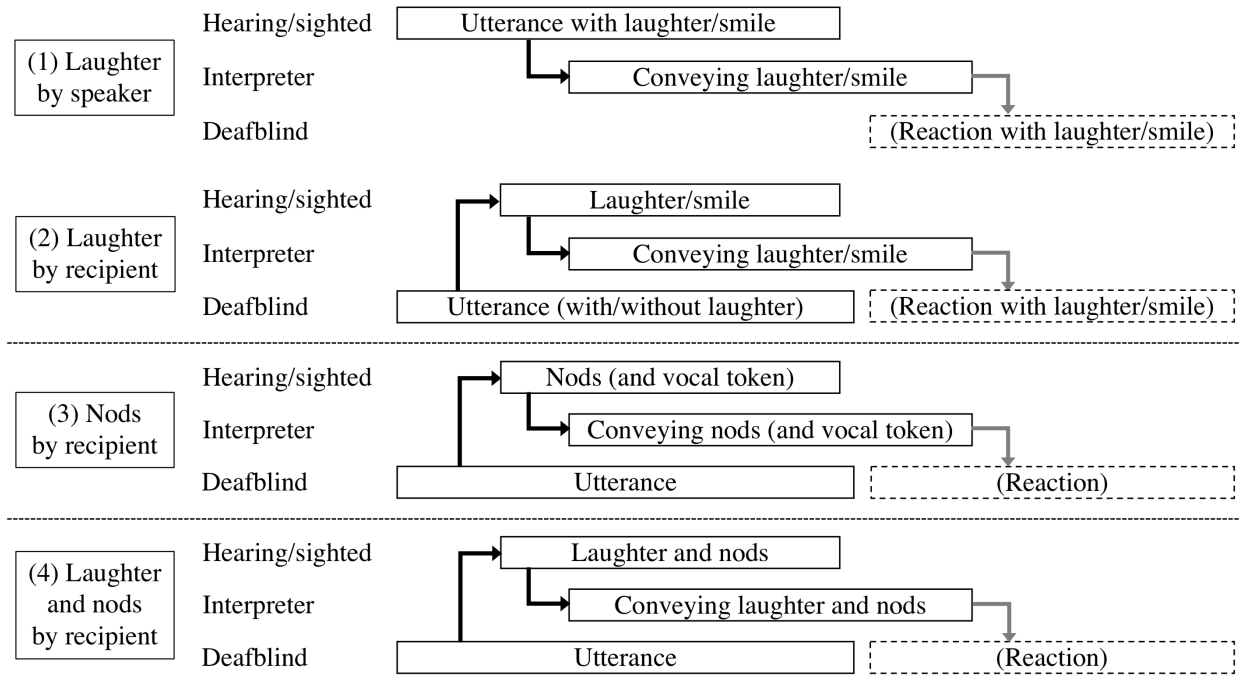 (1) Laughter
by speaker
Hearing/sighted
Utterance with laughter/smile
Interpreter
Conveying laughter/smile
Deafblind
(Reaction with laughter/smile)
(2) Laughter
by recipient
Hearing/sighted
Laughter/smile
Interpreter
Conveying laughter/smile
Deafblind
Utterance (with/without laughter)
(Reaction with laughter/smile)
(3) Nods
by recipient
Hearing/sighted
Nods (and vocal token)
Interpreter
Conveying nods (and vocal token)
Deafblind
Utterance
(Reaction)
(4) Laughter
and nods
by recipient
Hearing/sighted
Laughter and nods
Interpreter
Conveying laughter and nods
Deafblind
Utterance
(Reaction)